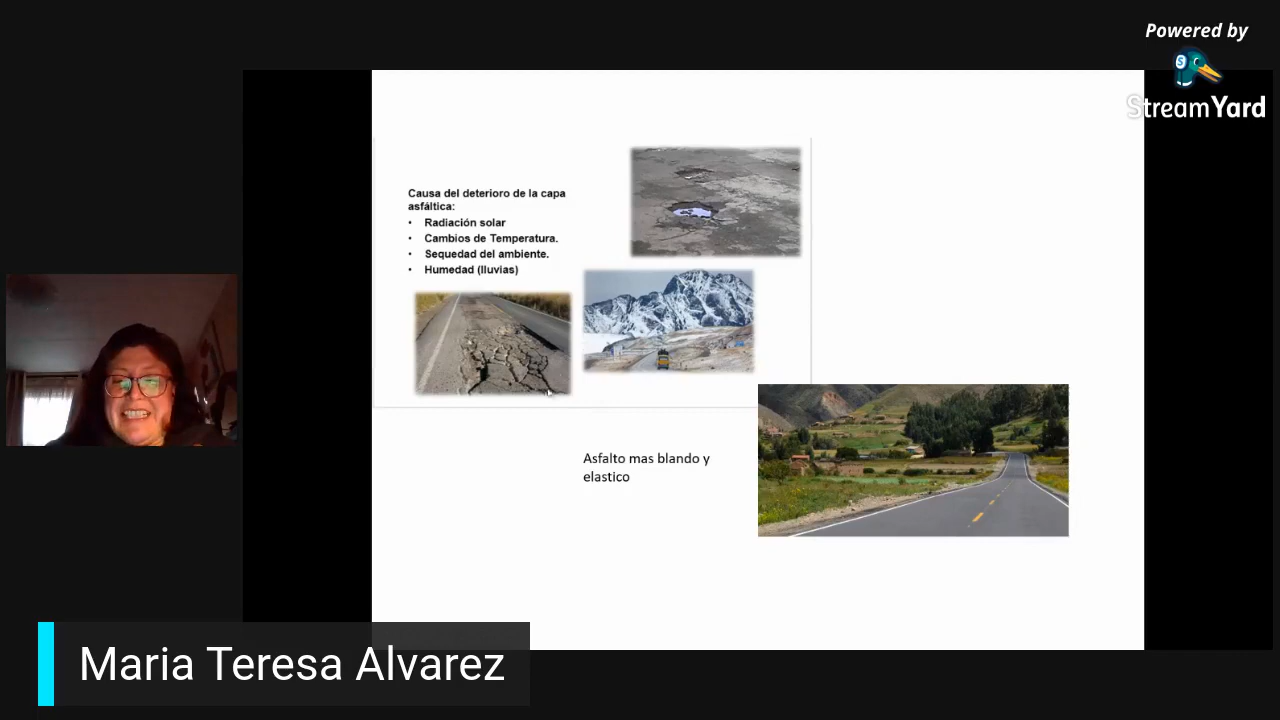 Powered by
StreamYard
Causa del deterioro de la capa
asfáltica:
• Radiación solar
• Cambios de Temperatura.
• Sequedad del ambiente.
• Humedad (lluvias)
Asfalto mas blando y
elastico
Maria Teresa Alvarez